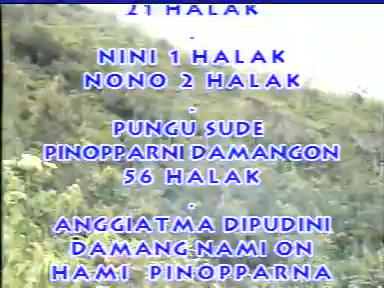 21 HALAK
.
NINI 1 HALAK
NONO 2 HALAK
.
PUNGU SUDE
PINOPPARNI DAMANGON
56 HALAK
.
ANGGIATMA DIPUDINI
DAMANG NAMI ON
HAMI PINOPPARNA